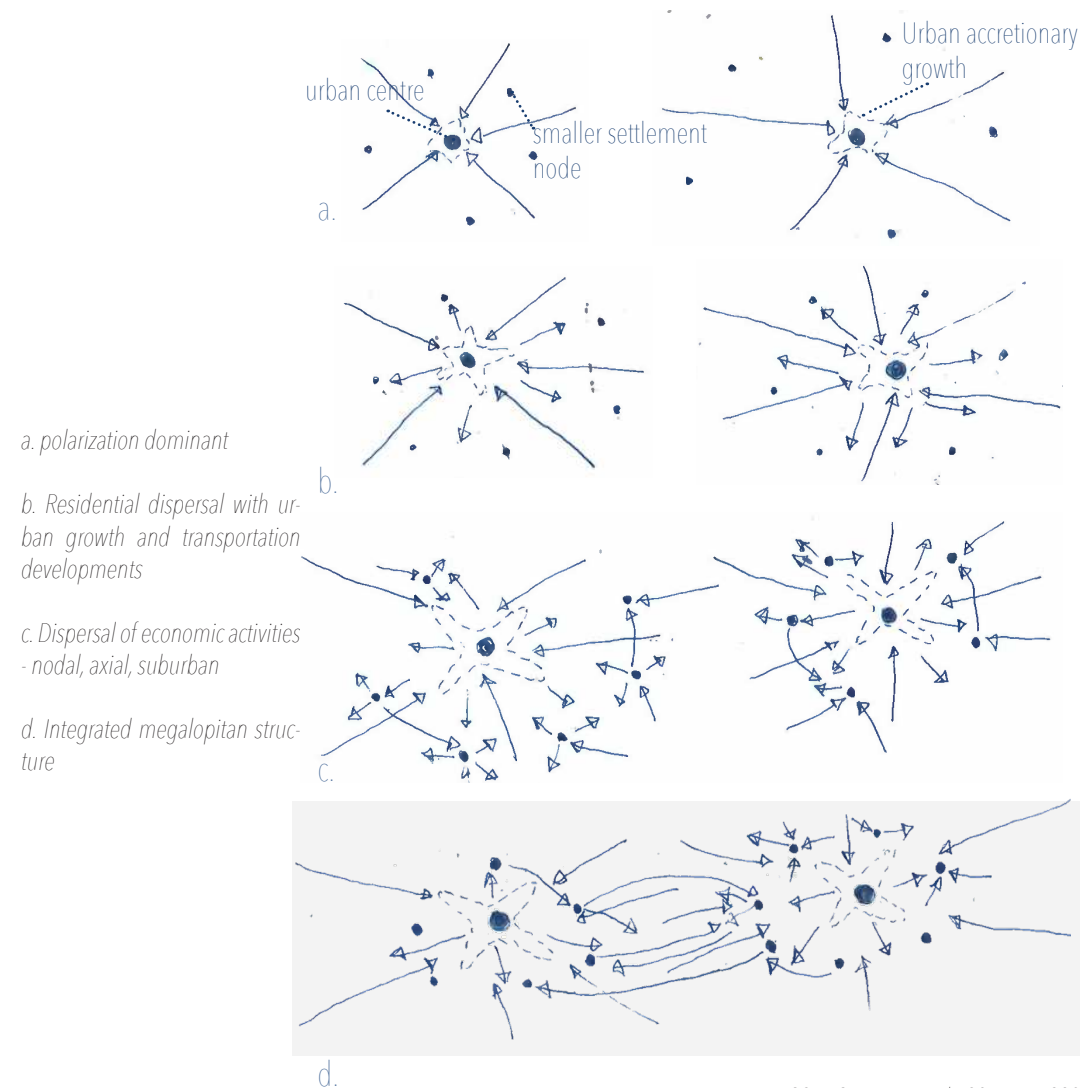 urban centre
smaller settlement
node
Urban accretionary
growth
a.
b.
a. polarization dominant
b. Residential dispersal with ur-
ban growth and transportation
developments
c. Dispersal of economic activities
- nodal, axial, suburban
d. Integrated megalopitan struc-
ture
c.
d.